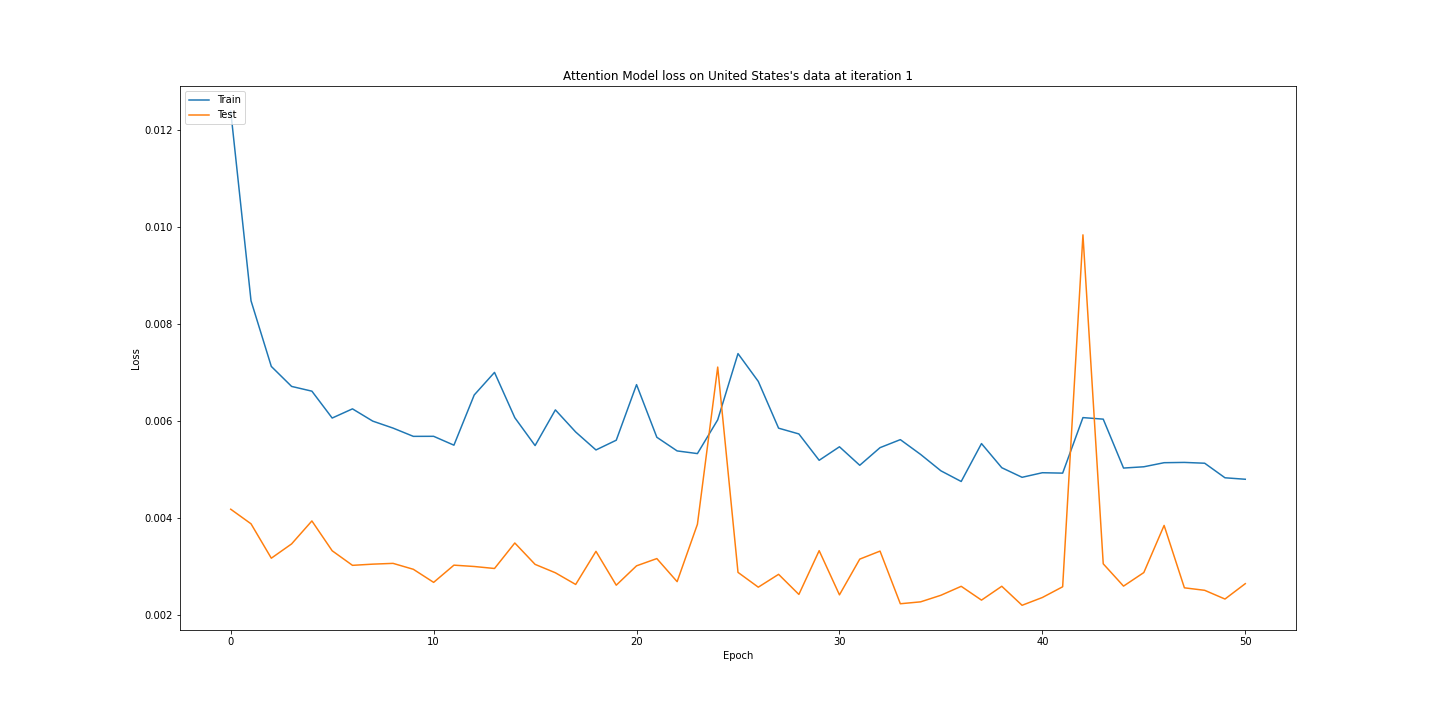 Attention Model loss on United States's data at iteration 1
Train
Test
0.012
0.010
0.008
0.006
0.004
0.002
Loss
0 10 20 30 40 50
Epoch